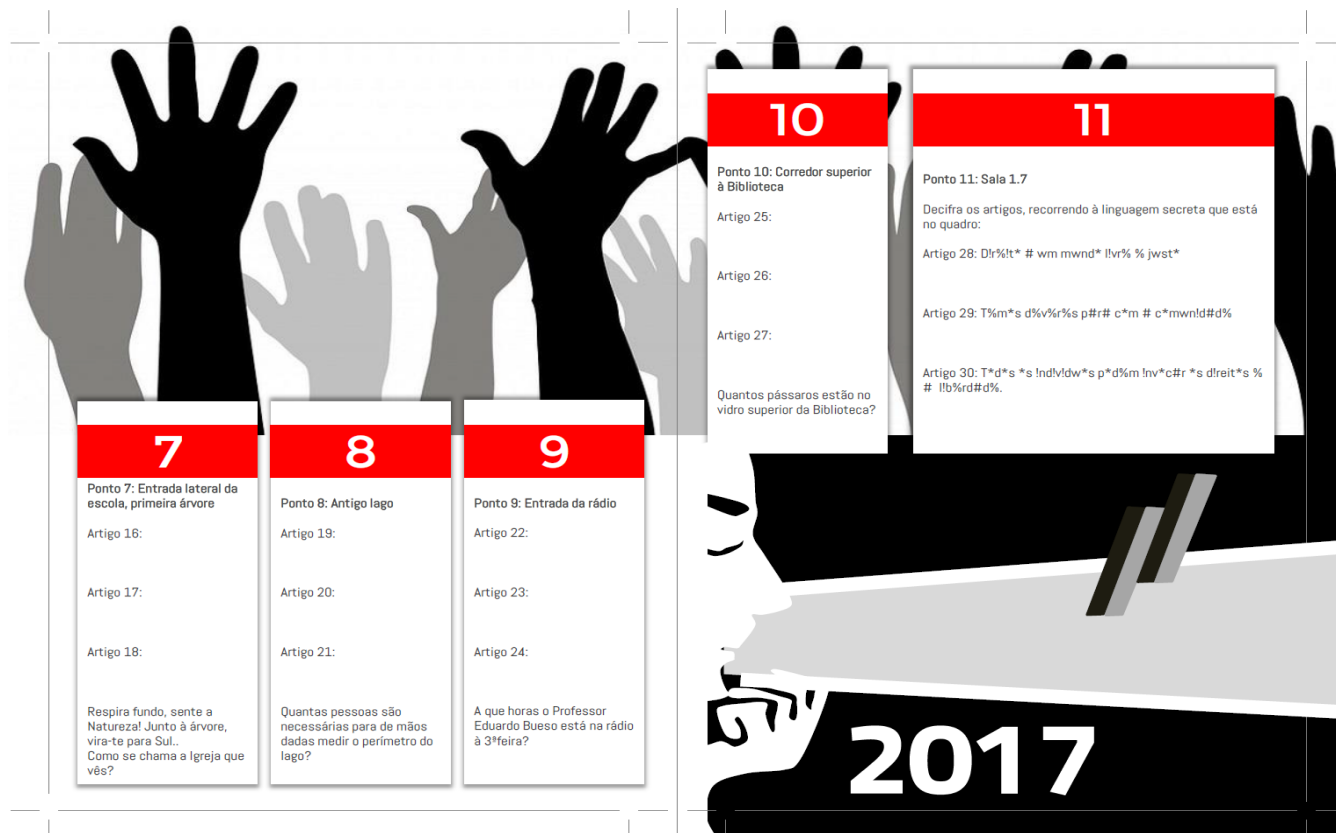 7
Ponto 7: Entrada lateral da
escola, primeira árvore
Artigo 16:
Artigo 17:
Artigo 18:
Respira fundo, sente a
Natureza! Junto à árvore,
vira-te para Sul..
Como se chama a Igreja que
vês?
8
Ponto 8: Antigo lago
Artigo 19:
Artigo 20:
Artigo 21:
Quantas pessoas são
necessárias para de mãos
dadas medir o perímetro do
lago?
9
Ponto 9: Entrada da rádio
Artigo 22:
Artigo 23:
Artigo 24:
A que horas o Professor
Eduardo Bueso está na rádio
à 3ªfeira?
10
Ponto 10: Corredor superior
à Biblioteca
Artigo 25:
Artigo 26:
Artigo 27:
Quantos pássaros estão no
vidro superior da Biblioteca?
11
Ponto 11: Sala 1.7
Decifra os artigos, recorrendo à linguagem secreta que está
no quadro:
Artigo 28: D!r%!t* # wm mwnd* l!vr% % jwst*
Artigo 29: T%m*s d%v%r%s p#r# c*m # c*mwn!d#d%
Artigo 30: T*d*s *s !nd!v!dw*s p*d%m !nv*c#r *s d!reit*s %
# l!b%rd#d%.
2017